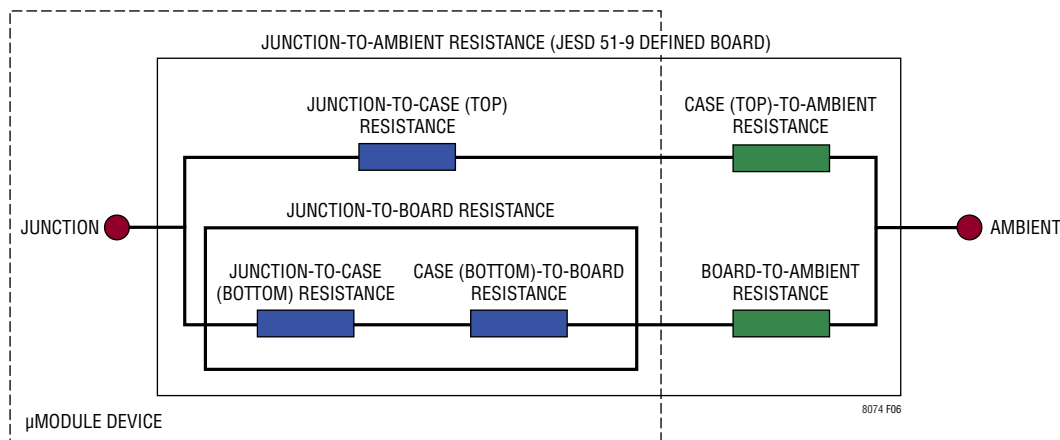 JUNCTION-TO-AMBIENT RESISTANCE (JESD 51-9 DEFINED BOARD)
JUNCTION-TO-CASE (TOP)
RESISTANCE
CASE (TOP)-TO-AMBIENT
RESISTANCE
JUNCTION-TO-BOARD RESISTANCE
JUNCTION
AMBIENT
JUNCTION-TO-CASE
(BOTTOM) RESISTANCE
CASE (BOTTOM)-TO-BOARD
RESISTANCE
BOARD-TO-AMBIENT
RESISTANCE
8074 F06
µMODULE DEVICE